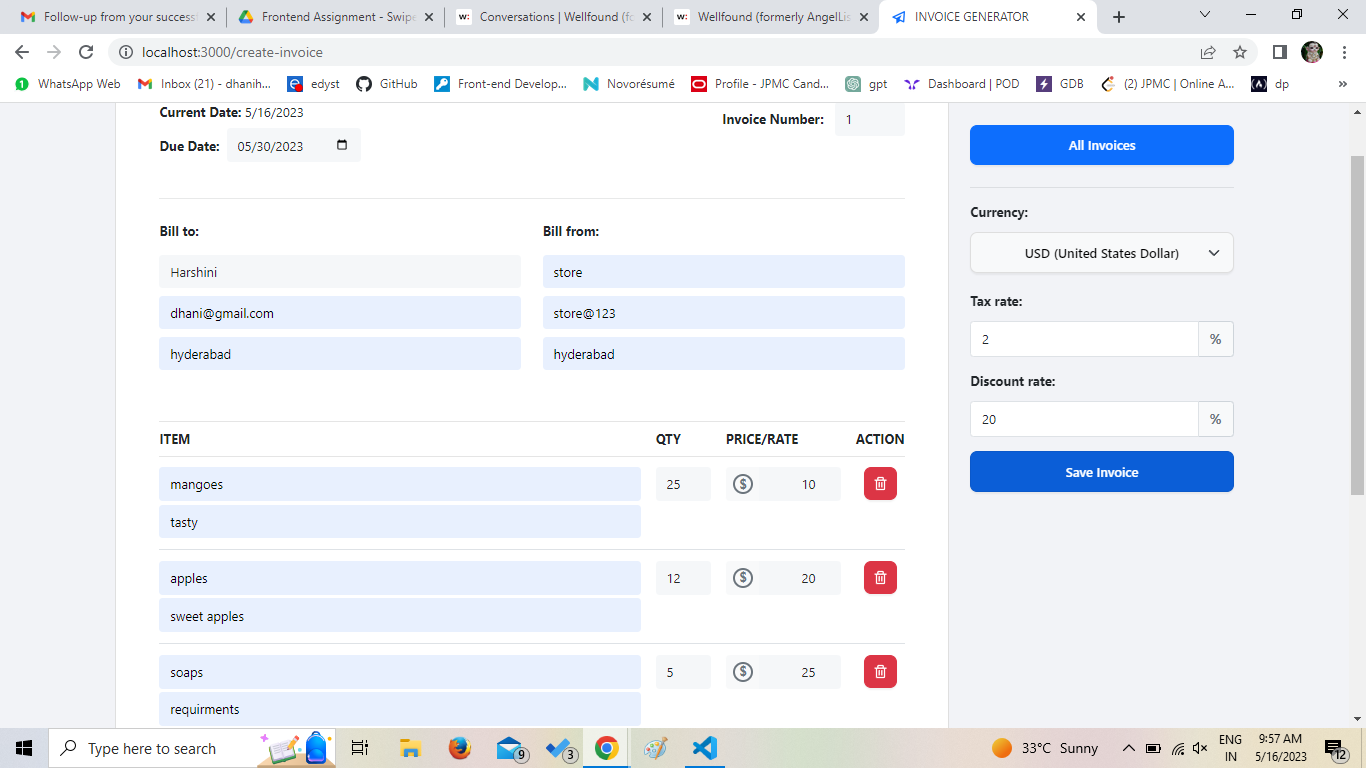 Follow-up from your success
Frontend Assignment - Swipe
Conversations | Wellfound (fo
Wellfound (formerly AngelLis
INVOICE GENERATOR
localhost:3000/create-invoice
WhatsApp Web
Inbox (21) - dhanih...
edyst
GitHub
Front-end Develop...
Novorésumé
Profile - JPMC Cand...
gpt
Dashboard | POD
GDB
(2) JPMC | Online A...
dp
Current Date: 5/16/2023
Due Date: 05/30/2023
Invoice Number: 1
Bill to:
Harshini
dhani@gmail.com
hyderabad
Bill from:
store
store@123
hyderabad
ITEM QTY PRICE/RATE ACTION
mangoes 25 $ 10
tasty
apples 12 $ 20
sweet apples
soaps 5 $ 25
requirments
All Invoices
Currency:
USD (United States Dollar)
Tax rate:
2 %
Discount rate:
20 %
Save Invoice
Type here to search
9
3
33°C Sunny
ENG
IN
9:57 AM
5/16/2023
12